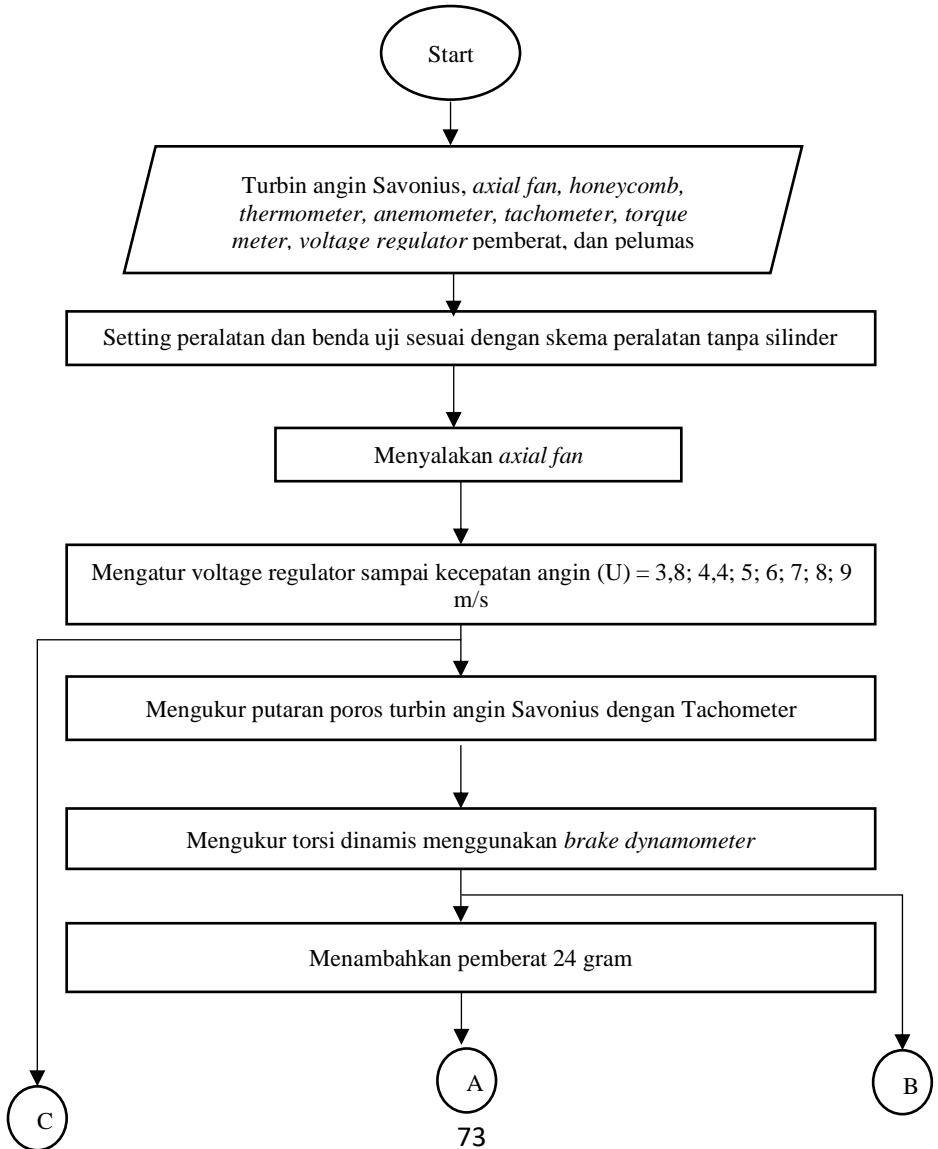 Start
Turbin angin Savonius, axial fan, honeycomb,
thermometer, anemometer, tachometer, torque
meter, voltage regulator pemberat, dan pelumas
Setting peralatan dan benda uji sesuai dengan skema peralatan tanpa silinder
Menyalakan axial fan
Mengatur voltage regulator sampai kecepatan angin (U) = 3,8; 4,4; 5; 6; 7; 8; 9
m/s
Mengukur putaran poros turbin angin Savonius dengan Tachometer
Mengukur torsi dinamis menggunakan brake dynamometer
Menambahkan pemberat 24 gram
A
B
C
73